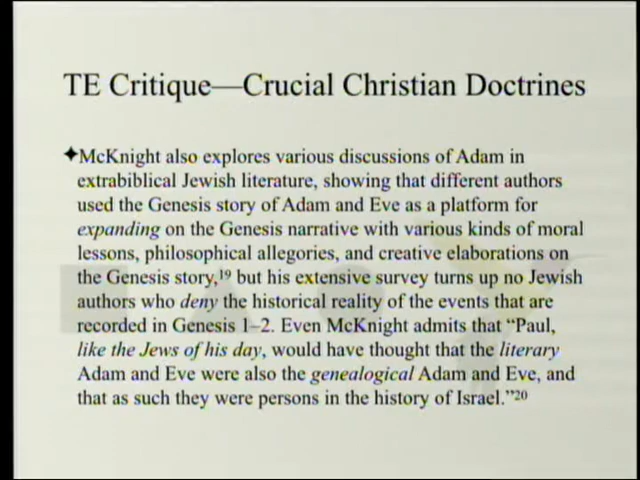 TE Critique—Crucial Christian Doctrines
✦McKnight also explores various discussions of Adam in
extrabiblical Jewish literature, showing that different authors
used the Genesis story of Adam and Eve as a platform for
expanding on the Genesis narrative with various kinds of moral
lessons, philosophical allegories, and creative elaborations on
the Genesis story,¹⁹ but his extensive survey turns up no Jewish
authors who deny the historical reality of the events that are
recorded in Genesis 1–2. Even McKnight admits that “Paul,
like the Jews of his day, would have thought that the literary
Adam and Eve were also the genealogical Adam and Eve, and
that as such they were persons in the history of Israel.”²⁰